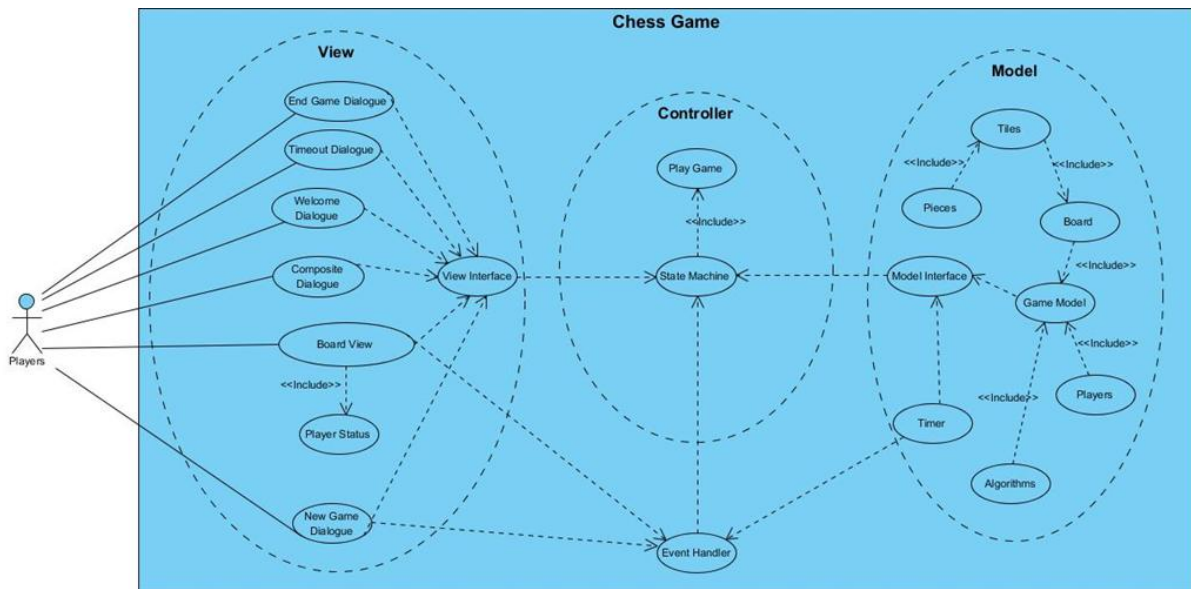 Chess Game
View
End Game Dialogue
Timeout Dialogue
Welcome
Dialogue
Composite
Dialogue
View Interface
Board View
<<Include>>
Player Status
New Game
Dialogue
Players
Controller
Play Game
<<Include>>
State Machine
Event Handler
Model
Tiles
<<Include>>
<<Include>>
Pieces
Board
<<Include>>
Model Interface
Game Model
<<Include>>
<<Include>>
Players
Timer
Algorithms